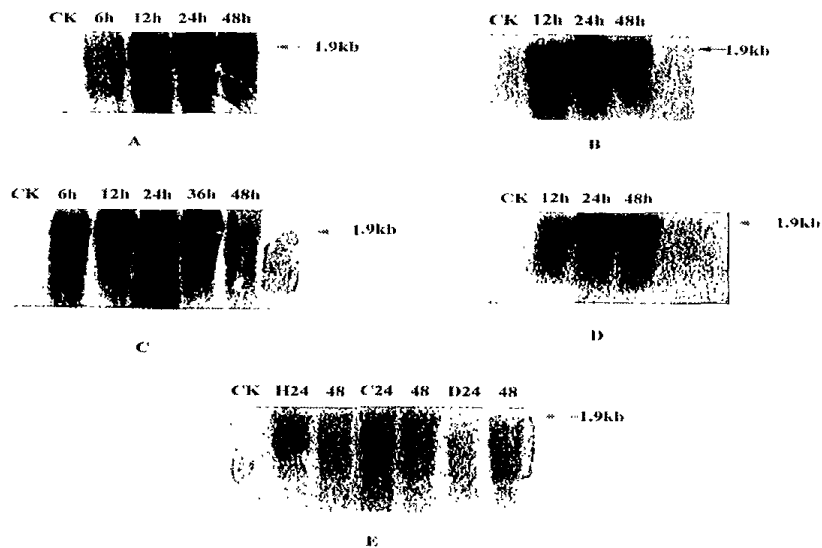 CK 6h 12h 24h 48h
1.9kb
A
CK 12h 24h 48h
1.9kb
B
CK 6h 12h 24h 36h 48h
1.9kb
C
CK 12h 24h 48h
1.9kb
D
CK H24 48 C24 48 D24 48
1.9kb
E